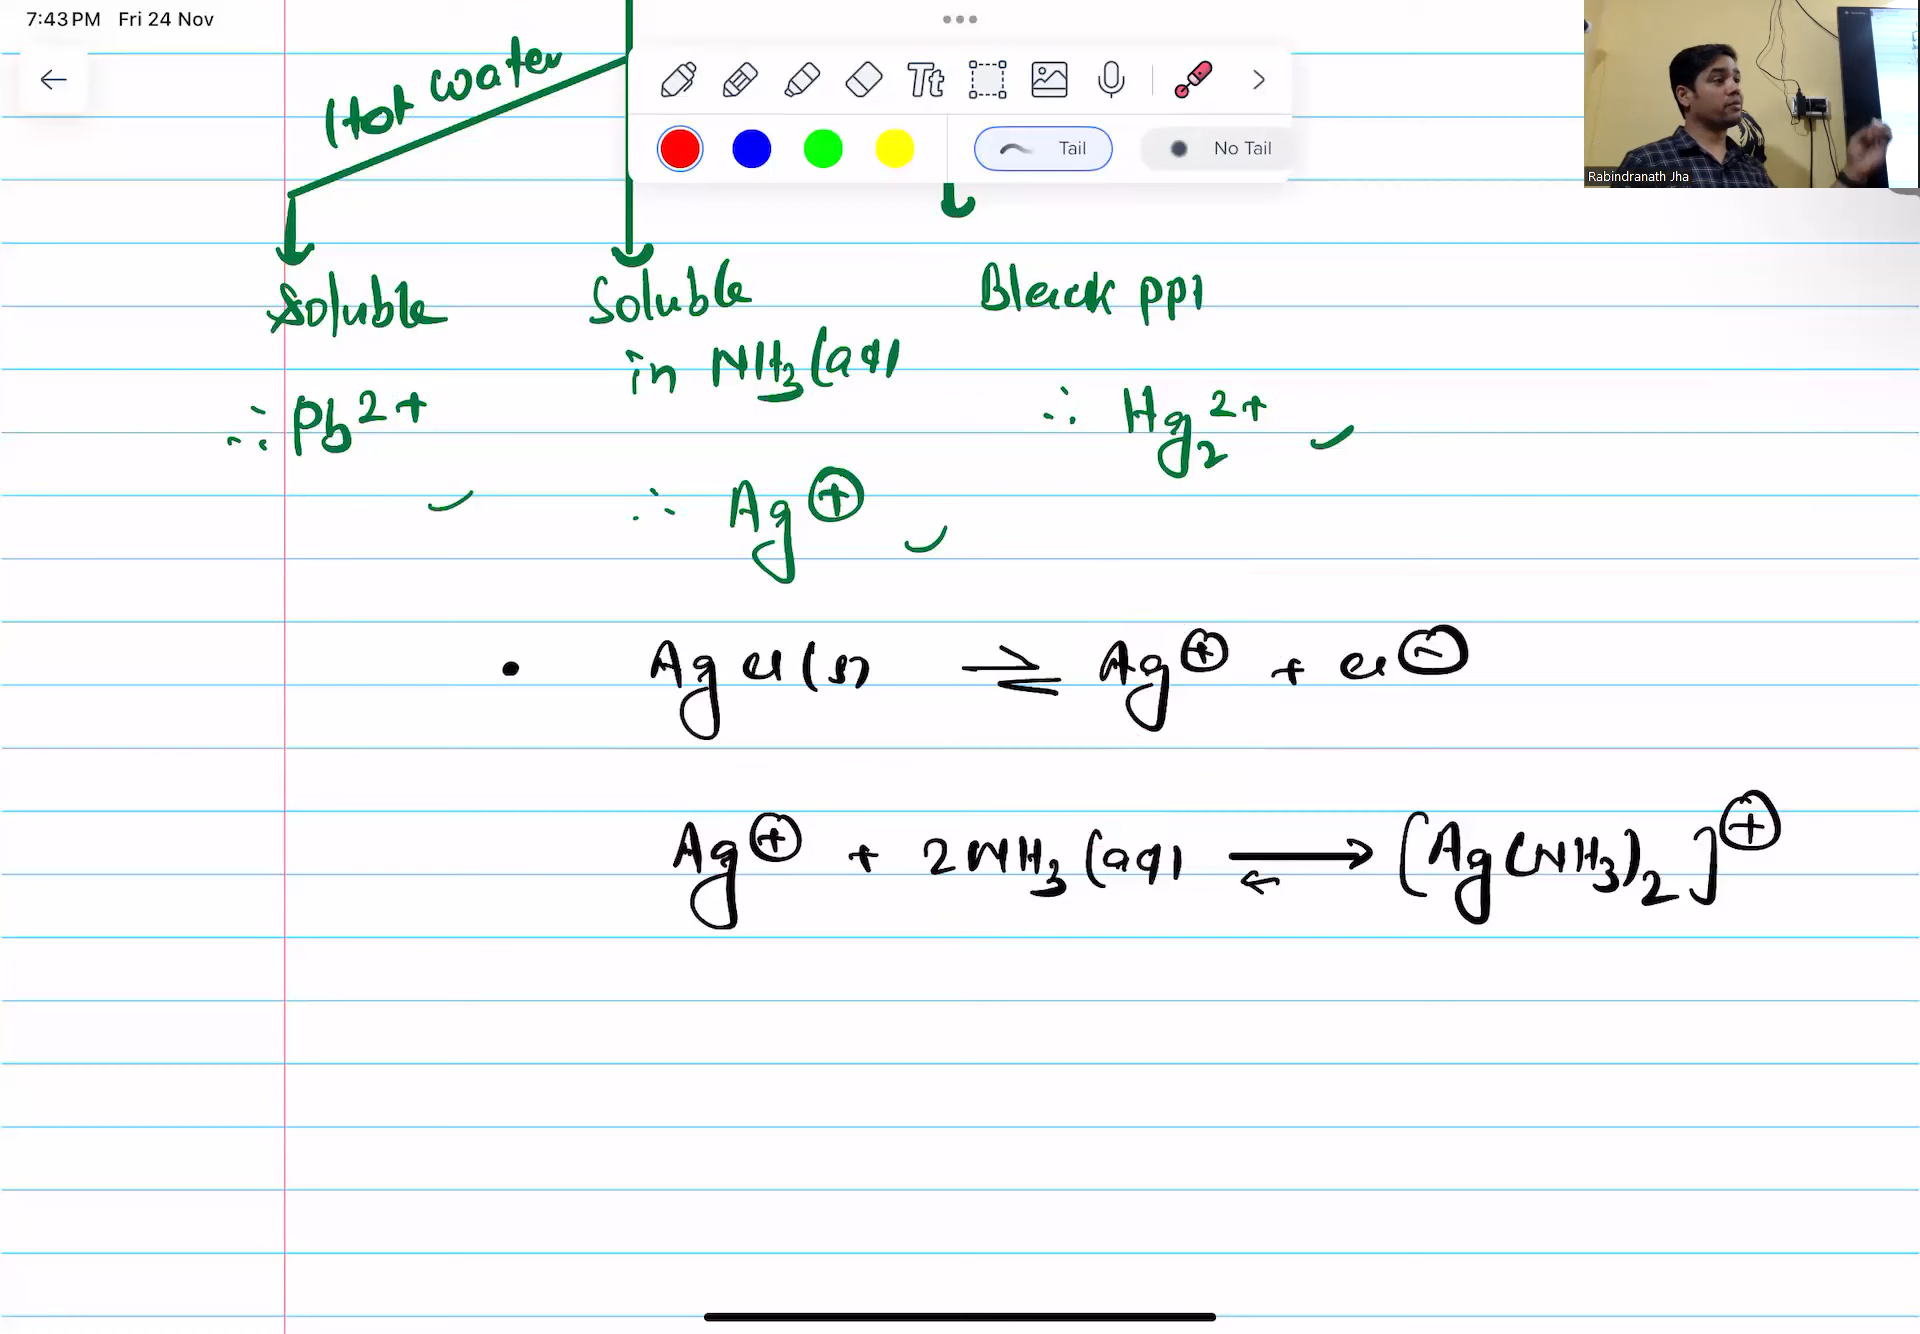 7:43 PM Fri 24 Nov
Hot water
Tt
Tail
No Tail
Rabindranath Jha
Soluble
Soluble
Black ppt
in NH3(aq)
∴ Pb2+
∴ Hg2 2+
∴ Ag⊕
• AgCl(s) ⇌ Ag⊕ + Cl⊖
Ag⊕ + 2NH3(aq) ⇌ [Ag(NH3)2]⊕